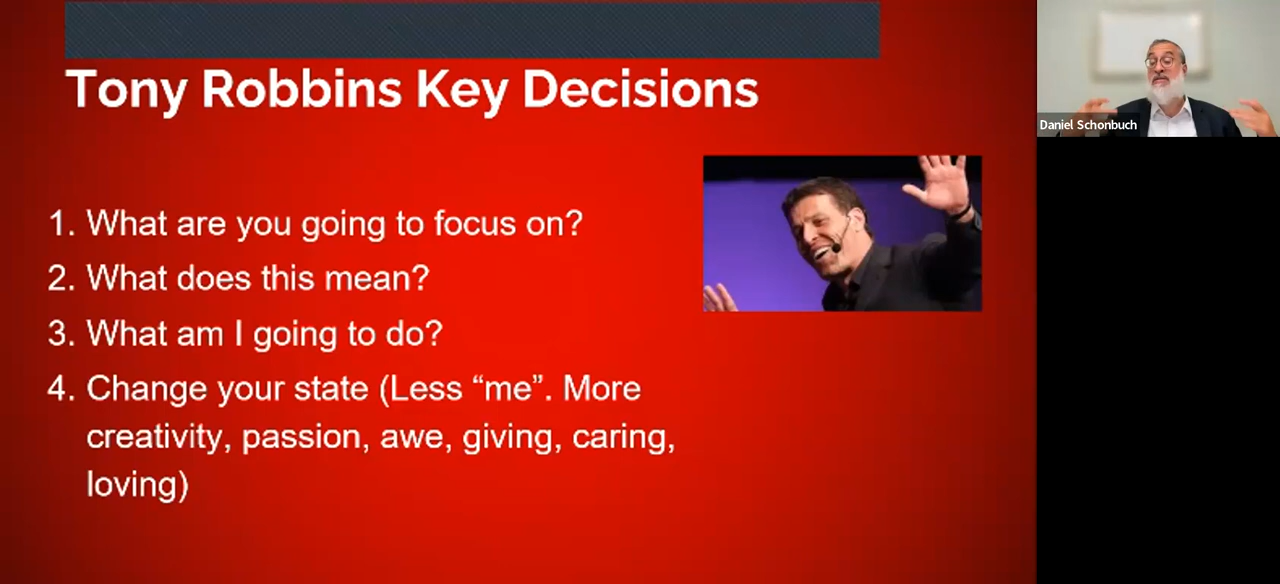 Tony Robbins Key Decisions
Daniel Schonbuch
1. What are you going to focus on?
2. What does this mean?
3. What am I going to do?
4. Change your state (Less “me”. More
creativity, passion, awe, giving, caring,
loving)